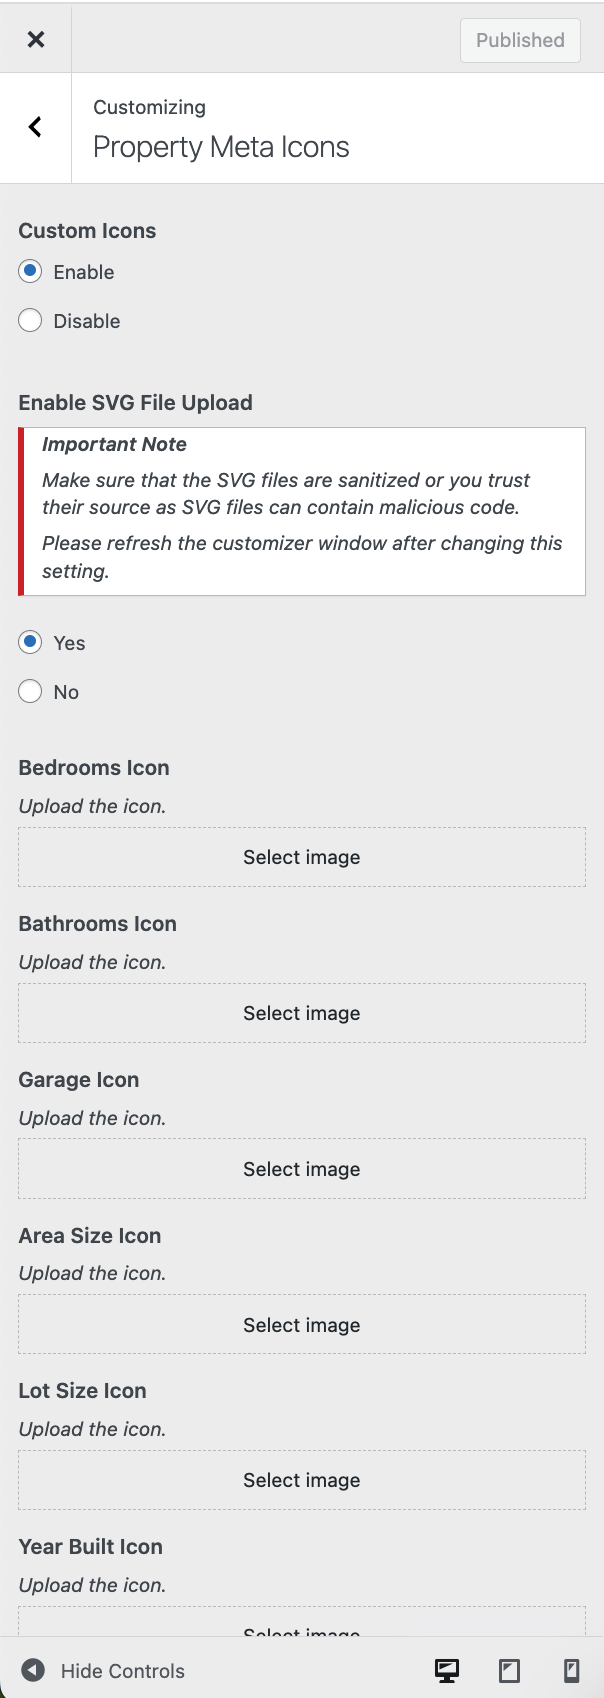 Published
Customizing
Property Meta Icons
Custom Icons
Enable
Disable
Enable SVG File Upload
Important Note
Make sure that the SVG files are sanitized or you trust
their source as SVG files can contain malicious code.
Please refresh the customizer window after changing this
setting.
Yes
No
Bedrooms Icon
Upload the icon.
Select image
Bathrooms Icon
Upload the icon.
Select image
Garage Icon
Upload the icon.
Select image
Area Size Icon
Upload the icon.
Select image
Lot Size Icon
Upload the icon.
Select image
Year Built Icon
Upload the icon.
Select image
Hide Controls